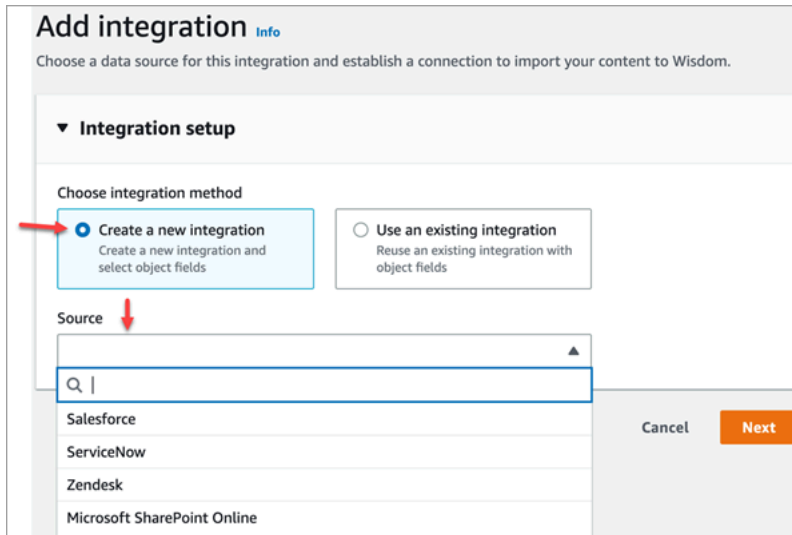 Add integration Info
Choose a data source for this integration and establish a connection to import your content to Wisdom.
Integration setup
Choose integration method
Create a new integration
Create a new integration and
select object fields
Use an existing integration
Reuse an existing integration with
object fields
Source
Salesforce
ServiceNow
Zendesk
Microsoft SharePoint Online
Cancel
Next